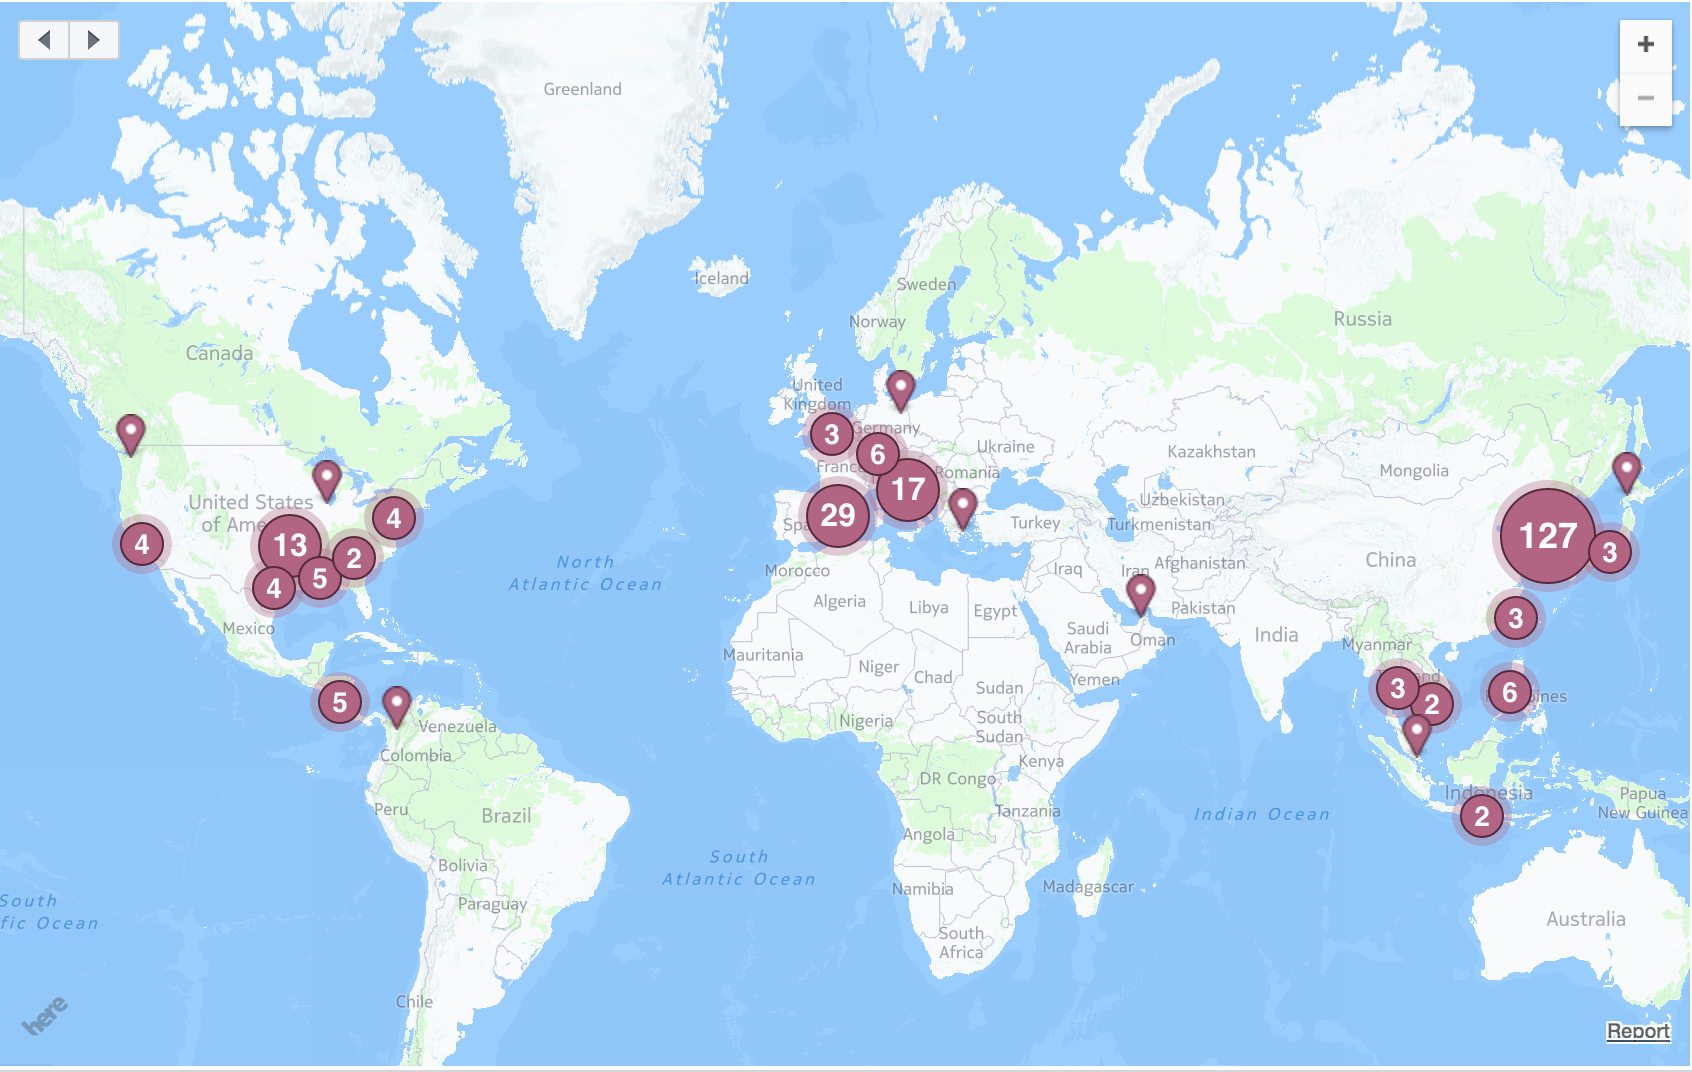 +
−
Greenland
Iceland
Sweden
Norway
Russia
Canada
United
Kingdom
3
Germany
6
France
Ukraine
Romania
Kazakhstan
Mongolia
United States
of Ame
4
4
13
2
5
4
29
17
Spa
Turkey
Uzbekistan
Turkmenistan
127
3
China
North
Atlantic Ocean
Morocco
Algeria
Libya
Egypt
Iraq
Iran
Afghanistan
Pakistan
Mexico
Saudi
Arabia
Oman
India
Myanmar
3
Mauritania
Niger
Chad
Sudan
Yemen
3
nd
2
6
ines
5
Venezuela
Colombia
Nigeria
South
Sudan
Kenya
DR Congo
Tanzania
Indian Ocean
Indonesia
2
Papua
New Guinea
Peru
Brazil
Angola
South
Atlantic Ocean
Bolivia
Namibia
Madagascar
South
fic Ocean
Paraguay
Australia
South
Africa
Chile
here
Report